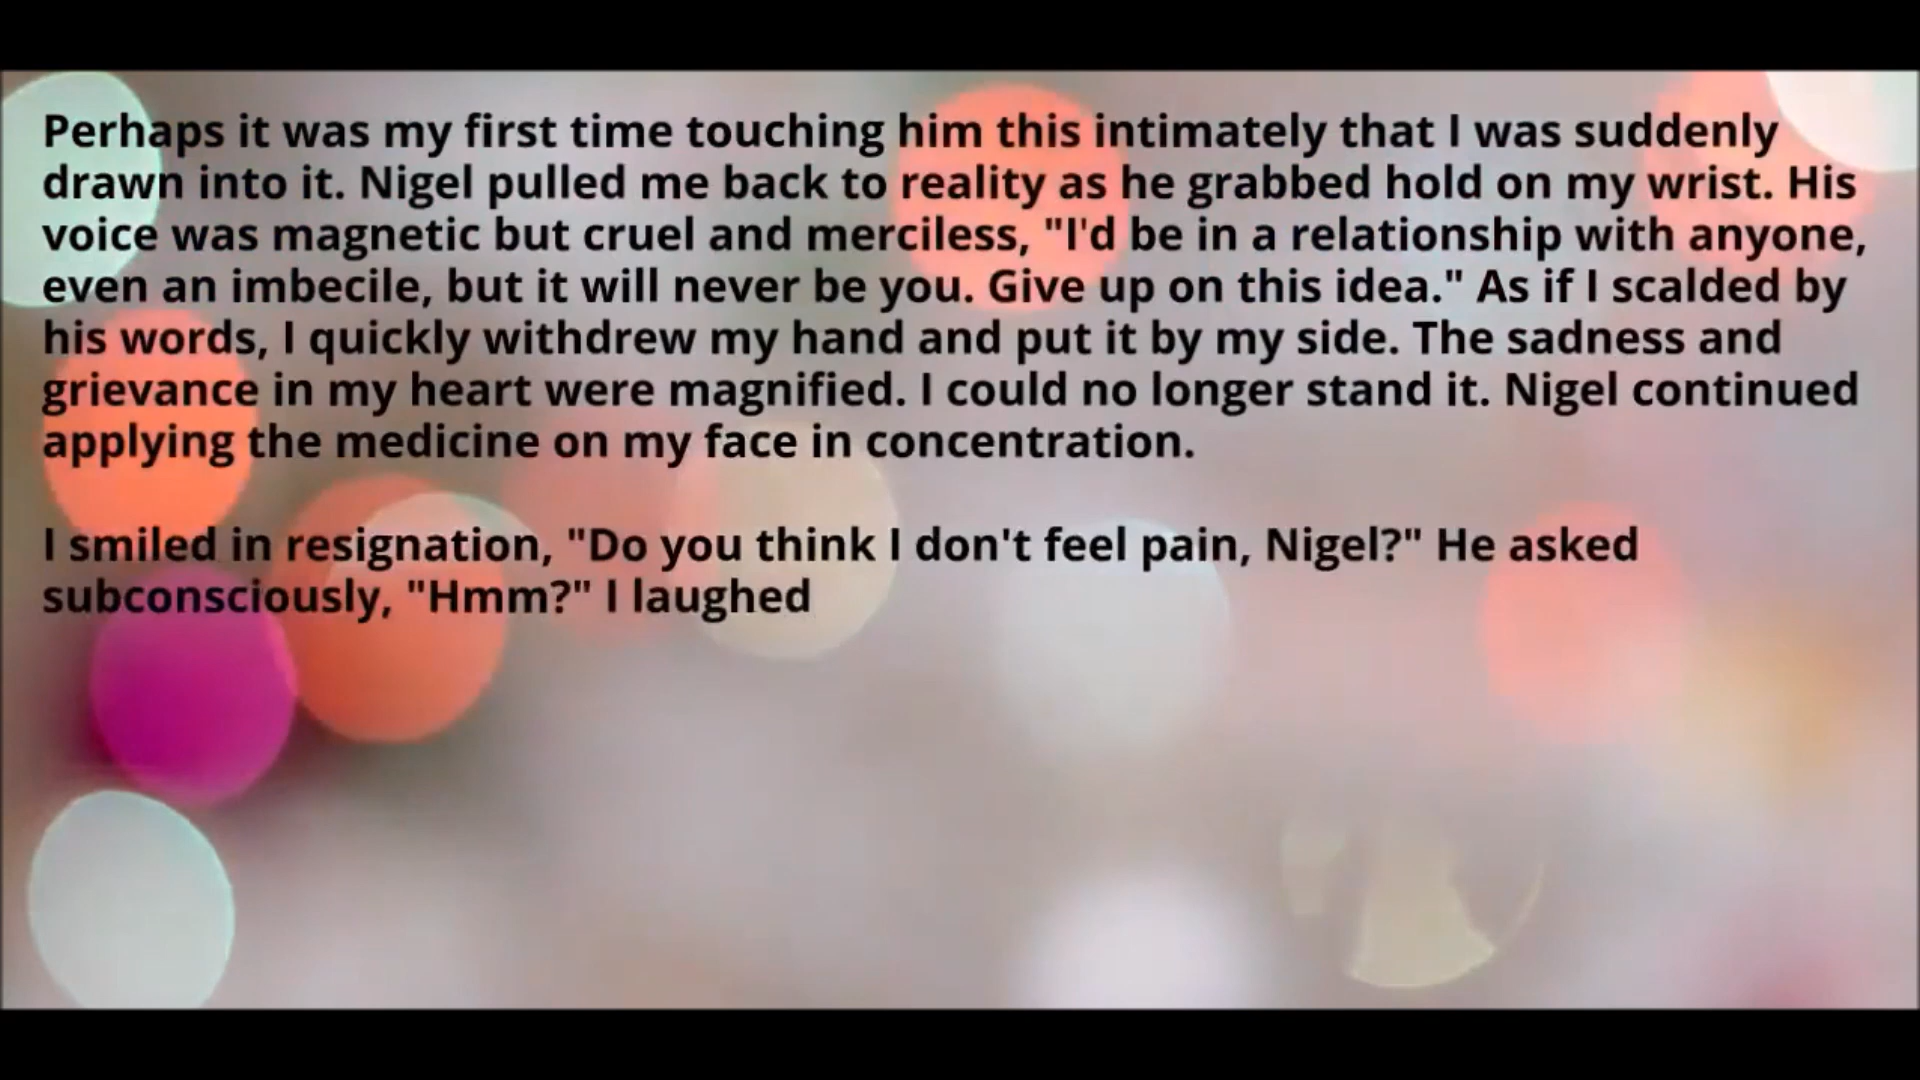 Perhaps it was my first time touching him this intimately that I was suddenly
drawn into it. Nigel pulled me back to reality as he grabbed hold on my wrist. His
voice was magnetic but cruel and merciless, "I'd be in a relationship with anyone,
even an imbecile, but it will never be you. Give up on this idea." As if I scalded by
his words, I quickly withdrew my hand and put it by my side. The sadness and
grievance in my heart were magnified. I could no longer stand it. Nigel continued
applying the medicine on my face in concentration.
I smiled in resignation, "Do you think I don't feel pain, Nigel?" He asked
subconsciously, "Hmm?" I laughed